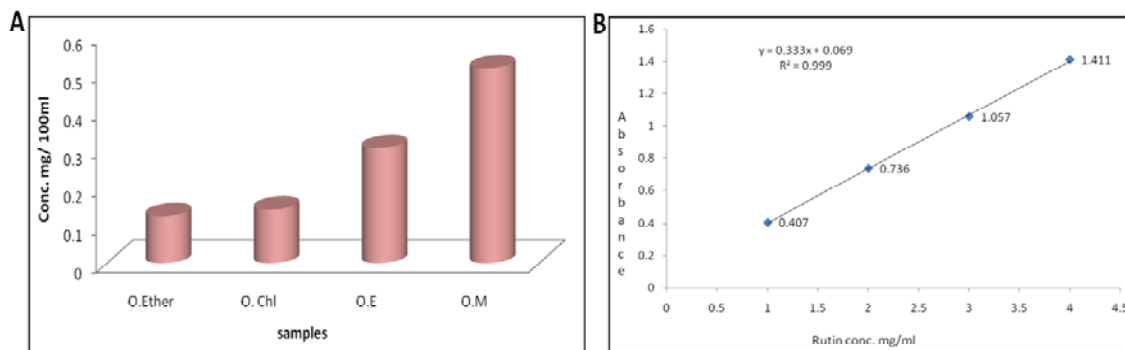 A
Conc. mg/ 100ml
0.6
0.5
0.4
0.3
0.2
0.1
0
O.Ether O. Chl O.E O.M
samples
B
Absorbance
1.6
1.4
1.2
1
0.8
0.6
0.4
0.2
0
y = 0.333x + 0.069
R² = 0.999
1.411
1.057
0.736
0.407
0 0.5 1 1.5 2 2.5 3 3.5 4 4.5
Rutin conc. mg/ml